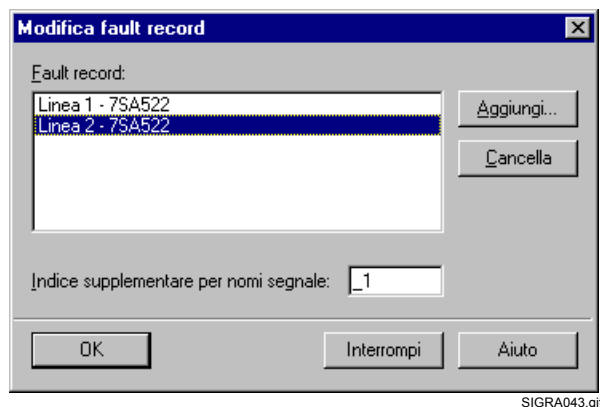 Modifica fault record
Fault record:
Linea 1 - 7SA522
Linea 2 - 7SA522
Aggiungi...
Cancella
Indice supplementare per nomi segnale: _1
OK
Interrompi
Aiuto
SIGRA043.gif